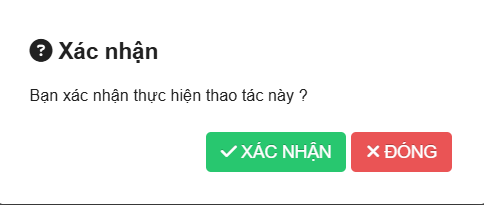 Xác nhận
Bạn xác nhận thực hiện thao tác này ?
XÁC NHẬN
ĐÓNG